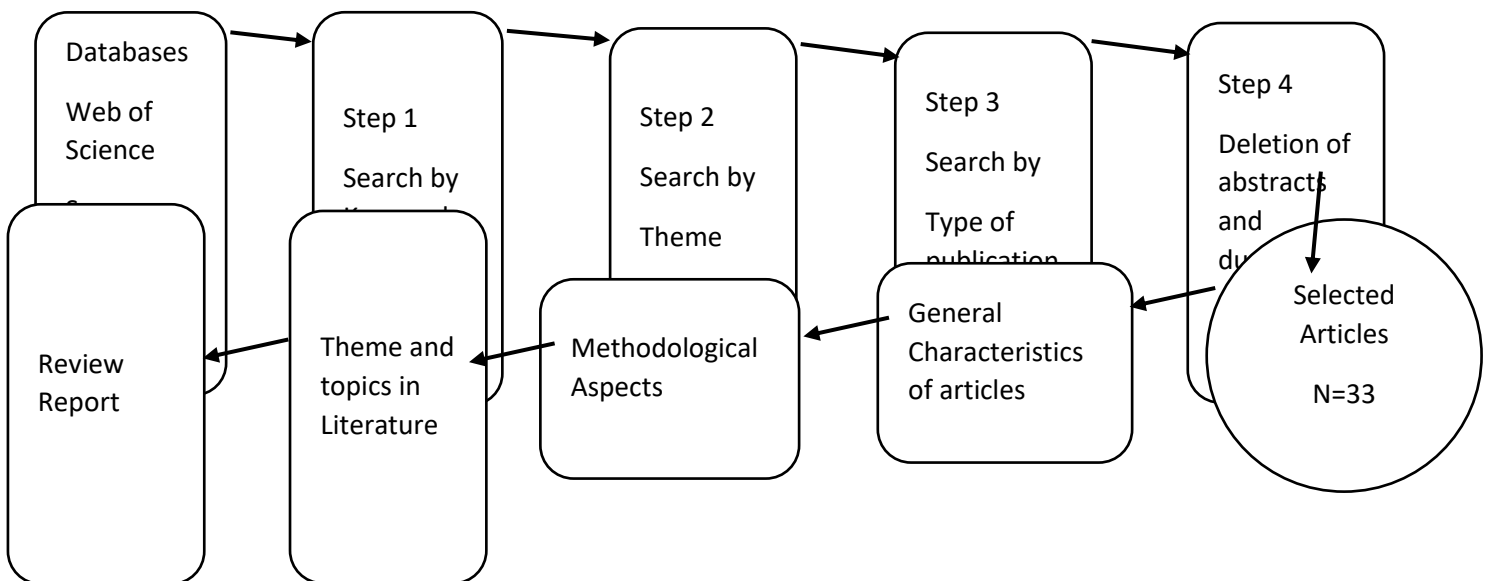 Databases
Web of
Science
Step 1
Search by
Step 2
Search by
Theme
Step 3
Search by
Type of
publication
Step 4
Deletion of
abstracts
and
Selected
Articles
N=33
General
Characteristics
of articles
Methodological
Aspects
Theme and
topics in
Literature
Review
Report